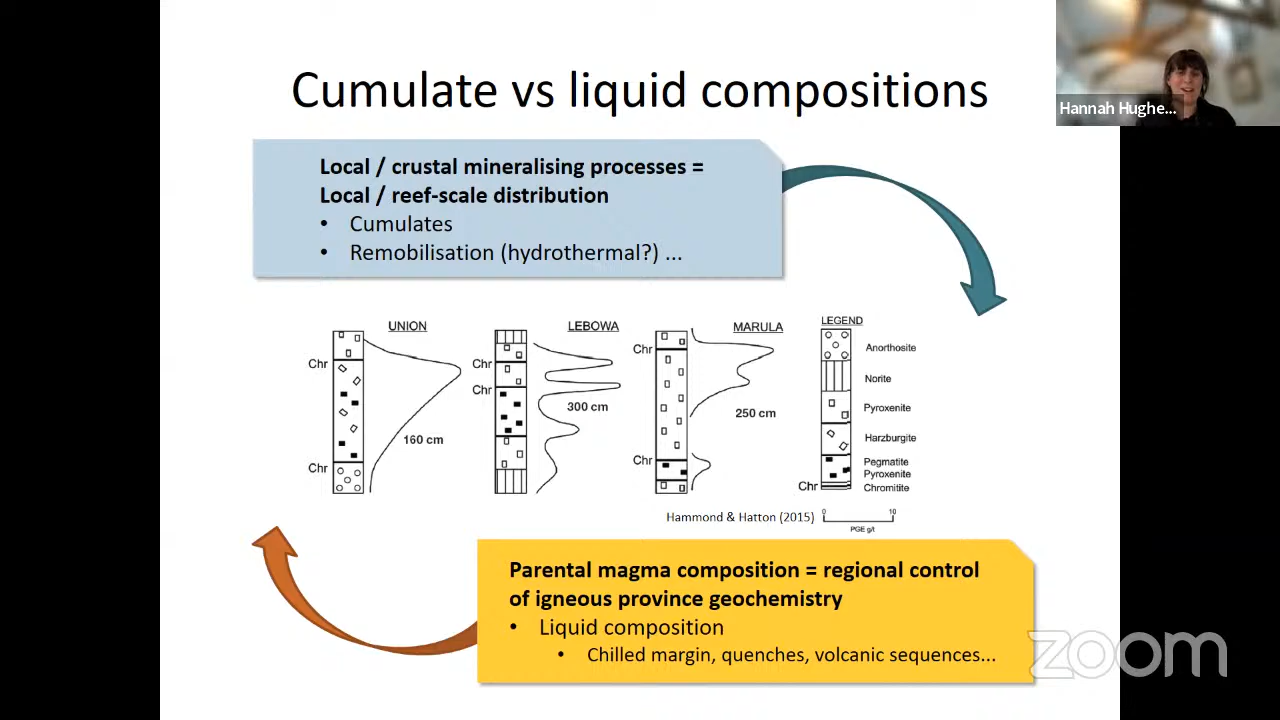 Cumulate vs liquid compositions
Hannah Hughe...
Local / crustal mineralising processes =
Local / reef-scale distribution
• Cumulates
• Remobilisation (hydrothermal?) ...
UNION
Chr
Chr
160 cm
LEBOWA
Chr
Chr
300 cm
MARULA
Chr
Chr
250 cm
LEGEND
Anorthosite
Norite
Pyroxenite
Harzburgite
Pegmatite
Pyroxenite
Chr
Chromitite
Hammond & Hatton (2015)
0 10
PGE g/t
Parental magma composition = regional control
of igneous province geochemistry
• Liquid composition
• Chilled margin, quenches, volcanic sequences...
zoom